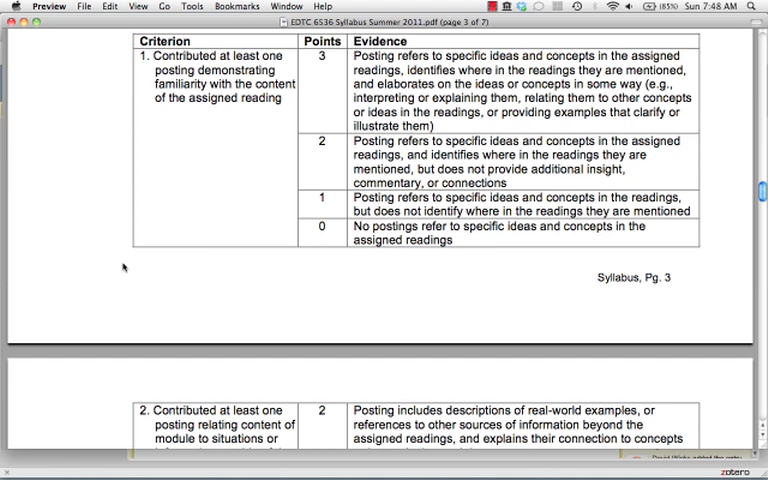 Preview File Edit View Go Tools Bookmarks Window Help (85%) Sun 7:48 AM
EDTC 6536 Syllabus Summer 2011.pdf (page 3 of 7)
Criterion Points Evidence
1. Contributed at least one
posting demonstrating
familiarity with the content
of the assigned reading
3
Posting refers to specific ideas and concepts in the assigned
readings, identifies where in the readings they are mentioned,
and elaborates on the ideas or concepts in some way (e.g.,
interpreting or explaining them, relating them to other concepts
or ideas in the readings, or providing examples that clarify or
illustrate them)
2
Posting refers to specific ideas and concepts in the assigned
readings, and identifies where in the readings they are
mentioned, but does not provide additional insight,
commentary, or connections
1
Posting refers to specific ideas and concepts in the readings,
but does not identify where in the readings they are mentioned
0
No postings refer to specific ideas and concepts in the
assigned readings
Syllabus, Pg. 3
2. Contributed at least one
posting relating content of
module to situations or
2
Posting includes descriptions of real-world examples, or
references to other sources of information beyond the
assigned readings, and explains their connection to concepts
zotero